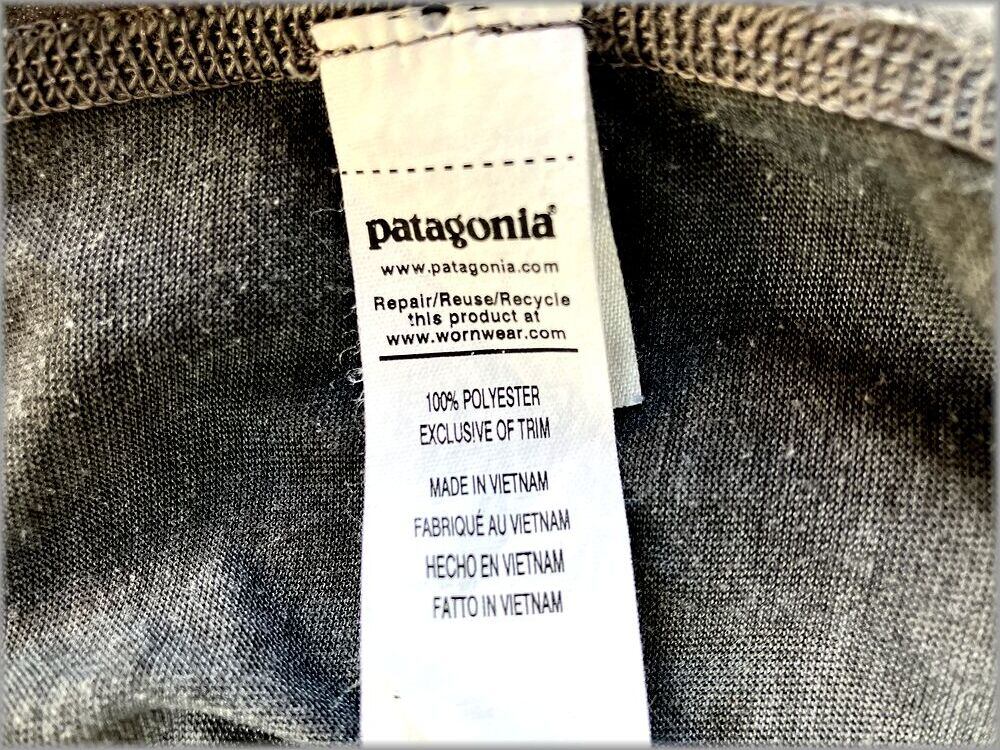 patagonia®
www.patagonia.com
Repair/Reuse/Recycle
this product at
www.wornwear.com
100% POLYESTER
EXCLUSIVE OF TRIM
MADE IN VIETNAM
FABRIQUÉ AU VIETNAM
HECHO EN VIETNAM
FATTO IN VIETNAM